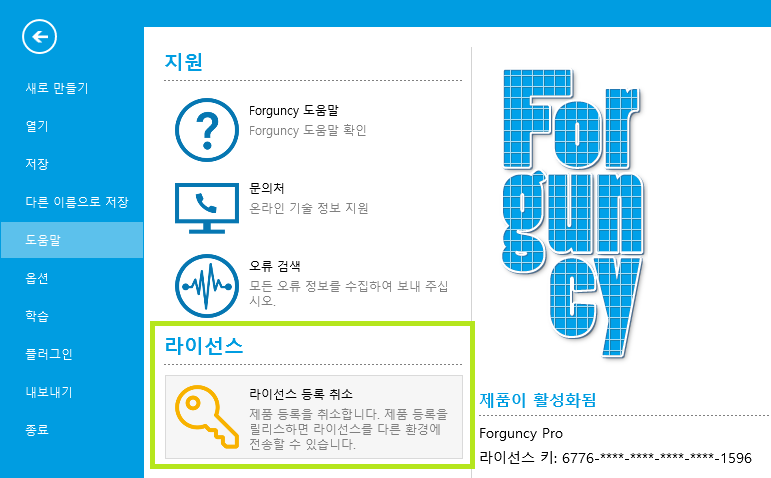 새로 만들기
열기
저장
다른 이름으로 저장
도움말
옵션
학습
플러그인
내보내기
종료
지원
Forguncy 도움말
Forguncy 도움말 확인
문의처
온라인 기술 정보 지원
오류 검색
모든 오류 정보를 수집하여 보내 주십
시오.
라이선스
라이선스 등록 취소
제품 등록을 취소합니다. 제품 등록을
릴리스하면 라이선스를 다른 환경에
전송할 수 있습니다.
For
gun
cy
제품이 활성화됨
Forguncy Pro
라이선스 키: 6776-****-****-****-****-1596